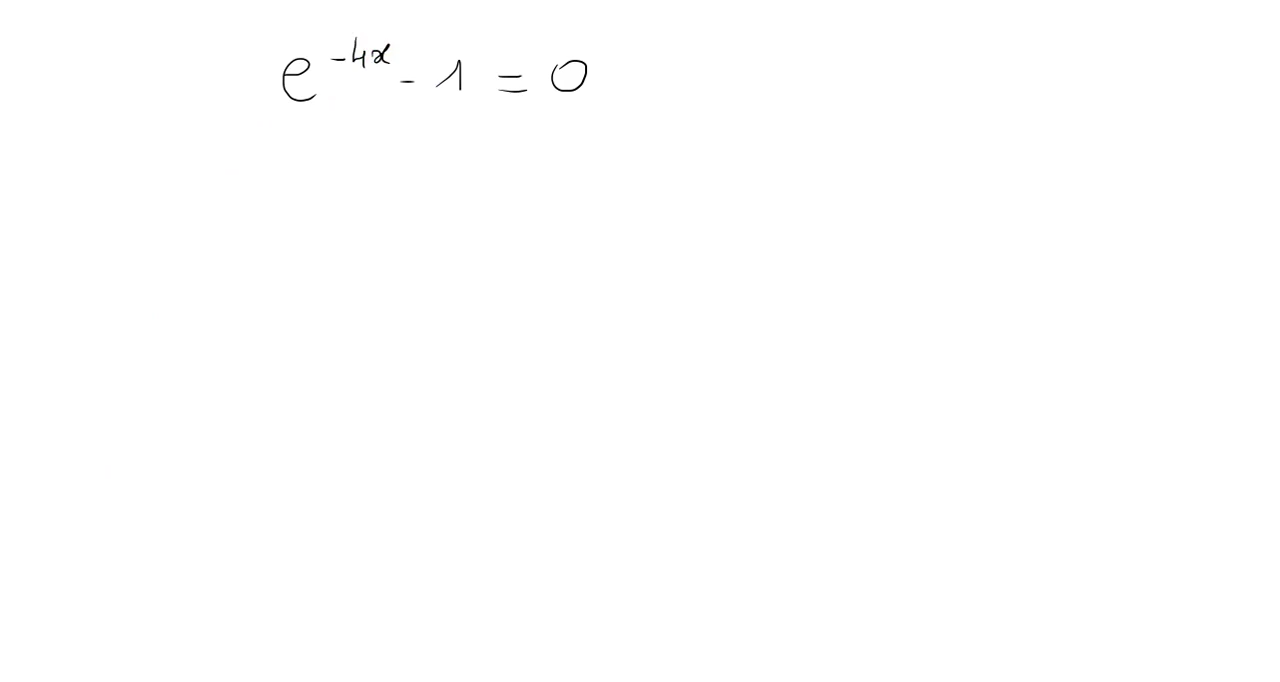 e^{-4x} - 1 = 0